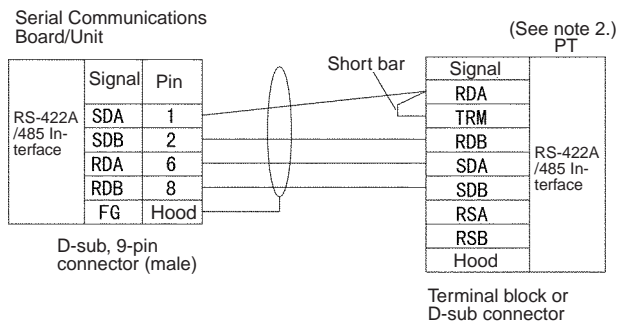 Serial Communications
Board/Unit
(See note 2.)
PT
Short bar
Signal Pin
RS-422A
/485 In-
terface
SDA 1
SDB 2
RDA 6
RDB 8
FG Hood
D-sub, 9-pin
connector (male)
Signal
RDA
TRM
RDB
SDA
SDB
RSA
RSB
Hood
RS-422A
/485 In-
terface
Terminal block or
D-sub connector